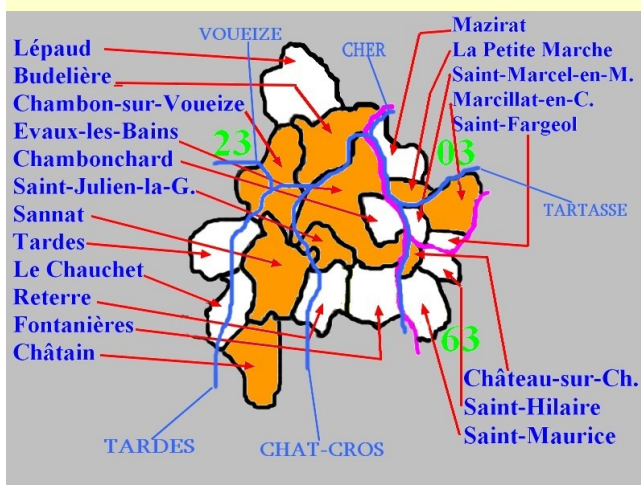 Lépaud
Budelière
Chambon-sur-Voueize
Evaux-les-Bains
Chambonchard
Saint-Julien-la-G.
Sannat
Tardes
Le Chauchet
Reterre
Fontanières
Châtain
VOUEIZE
CHER
23
03
63
TARDES
CHAT-CROS
TARTASSE
Mazirat
La Petite Marche
Saint-Marcel-en-M.
Marcillat-en-C.
Saint-Fargeol
Château-sur-Ch.
Saint-Hilaire
Saint-Maurice